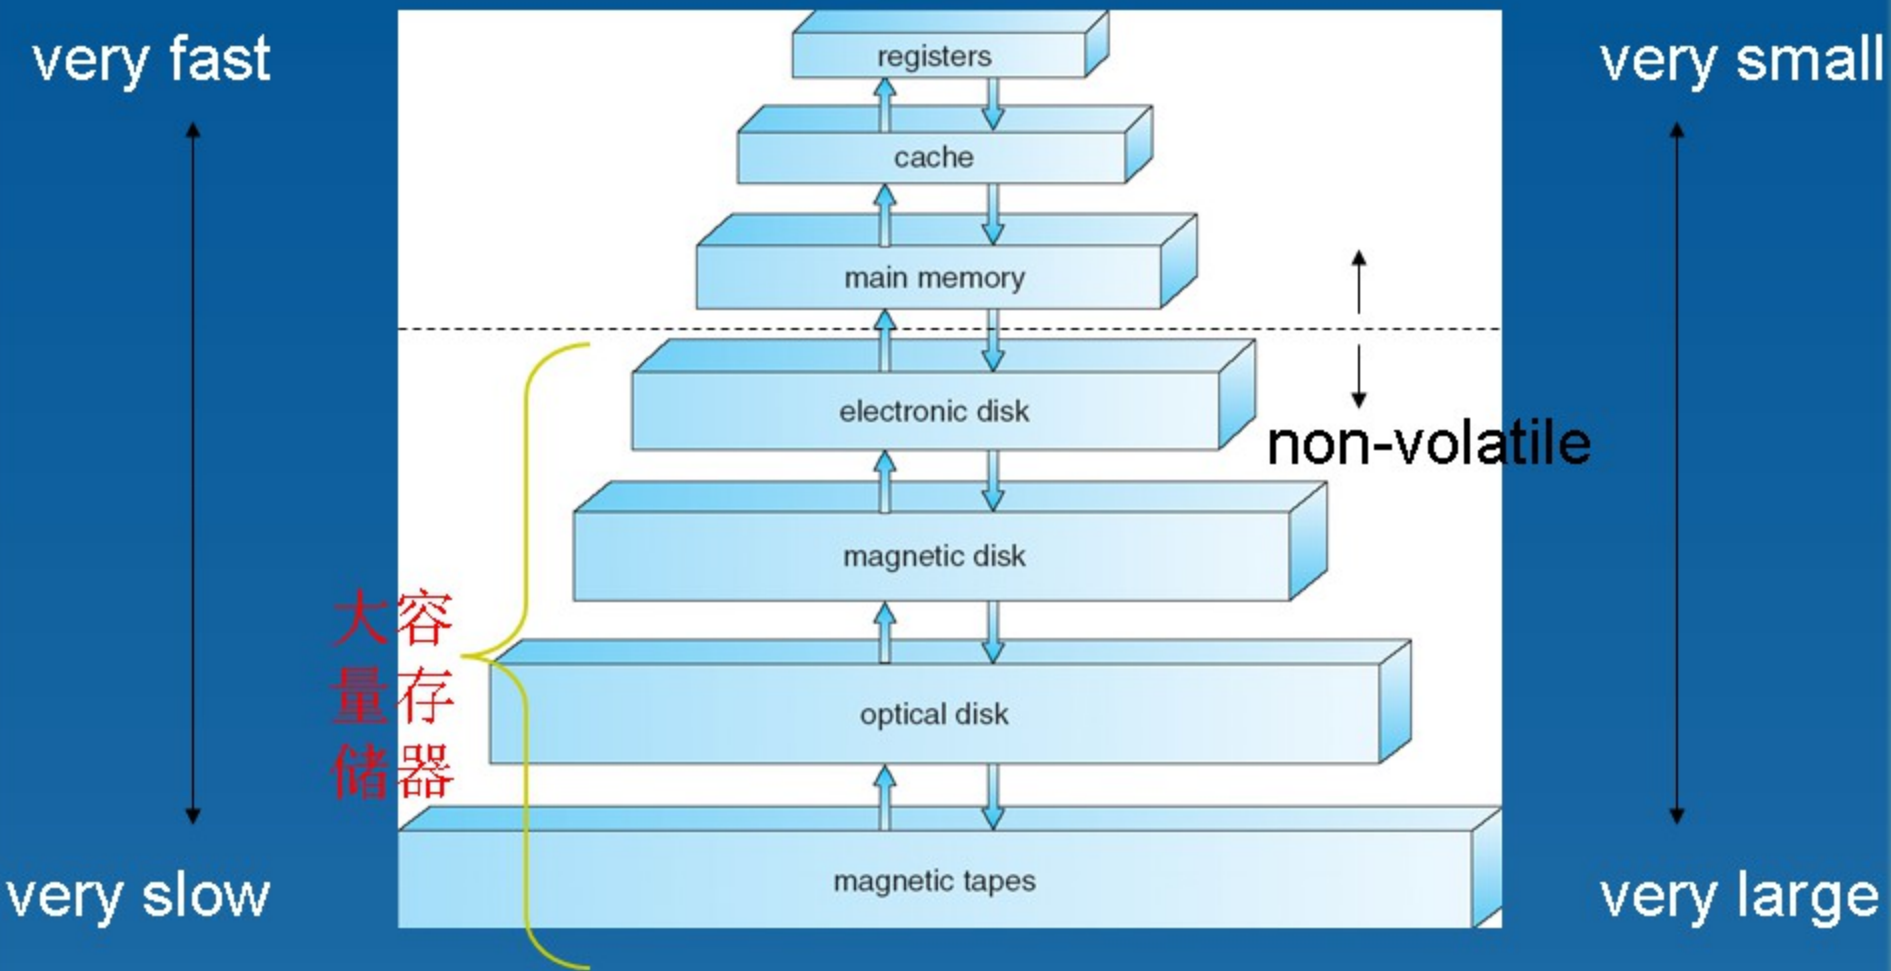 very fast
very small
registers
cache
main memory
electronic disk
non-volatile
magnetic disk
大容
量存
储器
optical disk
magnetic tapes
very slow
very large